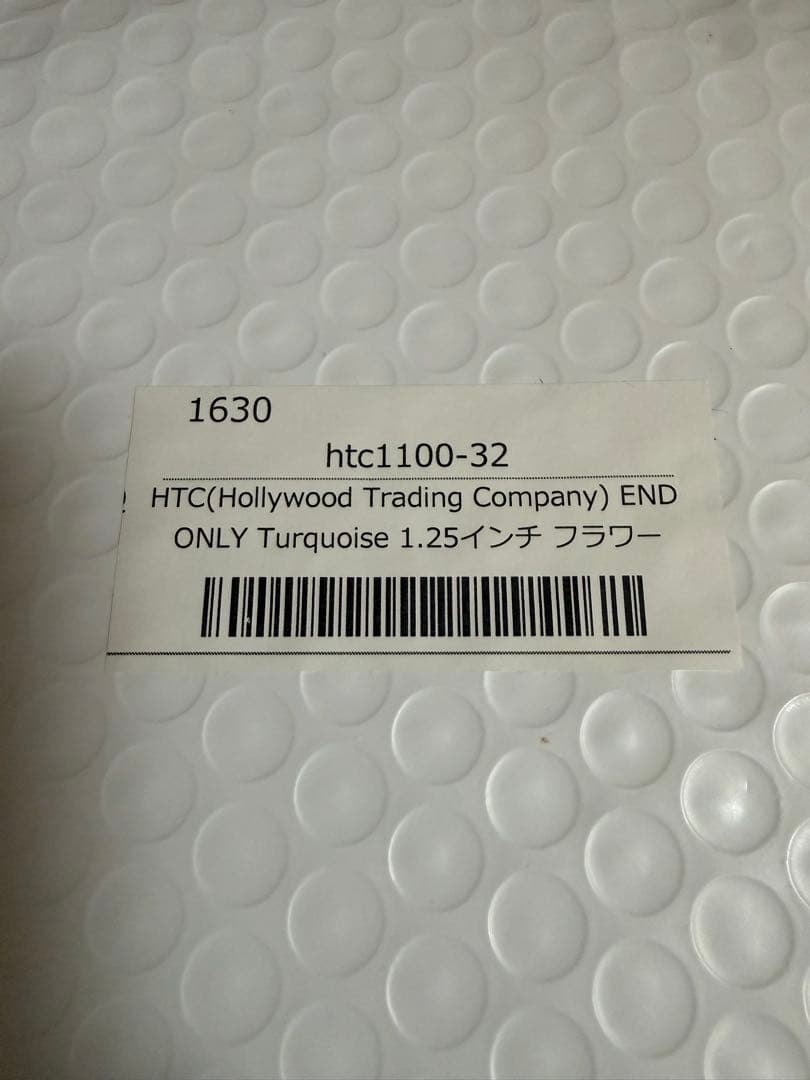 1630
htc1100-32
HTC(Hollywood Trading Company) END
ONLY Turquoise 1.25インチ フラワー